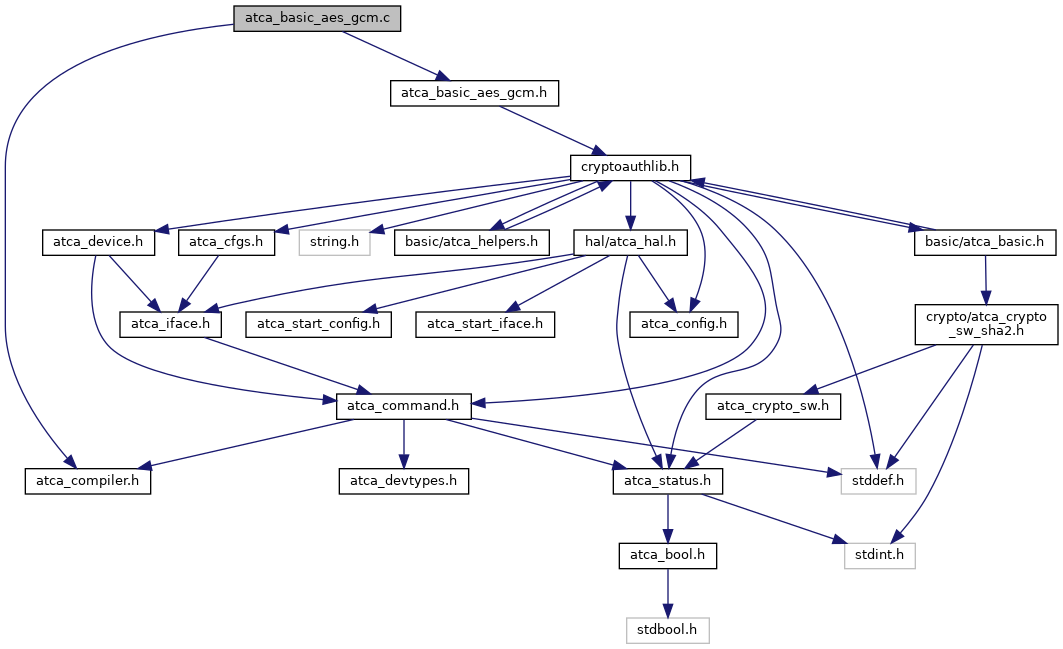 atca_basic_aes_gcm.c
atca_basic_aes_gcm.h
cryptoauthlib.h
atca_device.h
atca_cfgs.h
string.h
basic/atca_helpers.h
hal/atca_hal.h
basic/atca_basic.h
atca_iface.h
atca_start_config.h
atca_start_iface.h
atca_config.h
crypto/atca_crypto
_sw_sha2.h
atca_command.h
atca_crypto_sw.h
atca_compiler.h
atca_devtypes.h
atca_status.h
stddef.h
atca_bool.h
stdint.h
stdbool.h